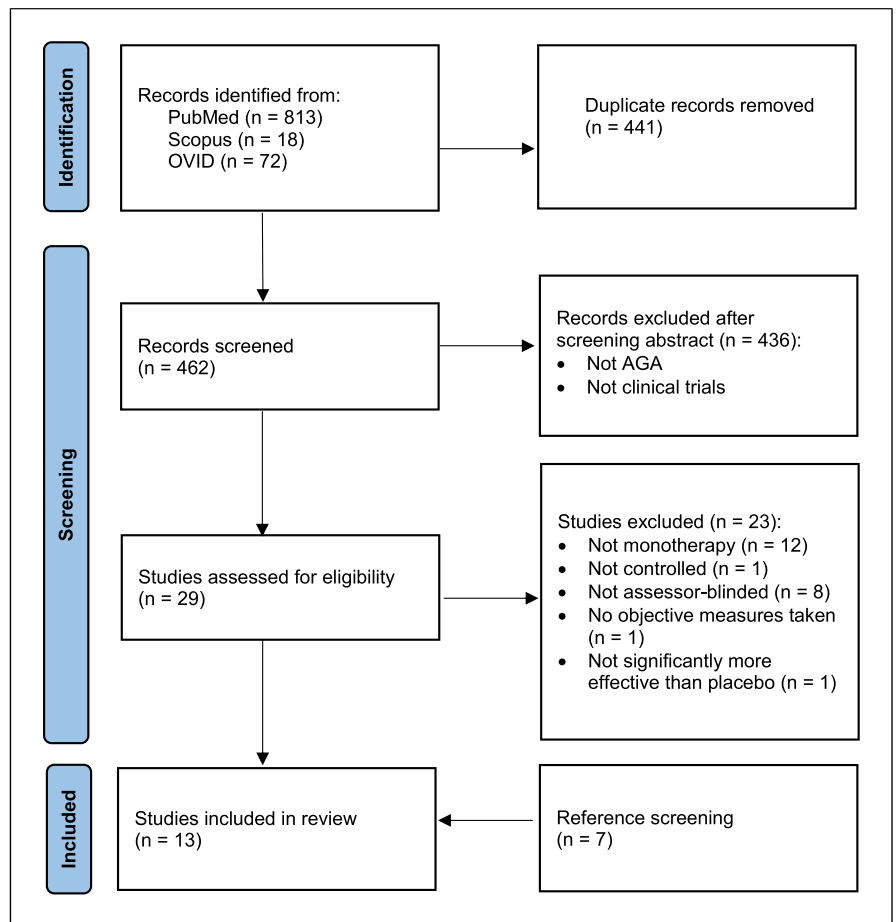 Identification
Records identified from:
PubMed (n = 813)
Scopus (n = 18)
OVID (n = 72)
Duplicate records removed
(n = 441)
Screening
Records screened
(n = 462)
Records excluded after
screening abstract (n = 436):
• Not AGA
• Not clinical trials
Studies assessed for eligibility
(n = 29)
Studies excluded (n = 23):
• Not monotherapy (n = 12)
• Not controlled (n = 1)
• Not assessor-blinded (n = 8)
• No objective measures taken
(n = 1)
• Not significantly more
effective than placebo (n = 1)
Included
Studies included in review
(n = 13)
Reference screening
(n = 7)